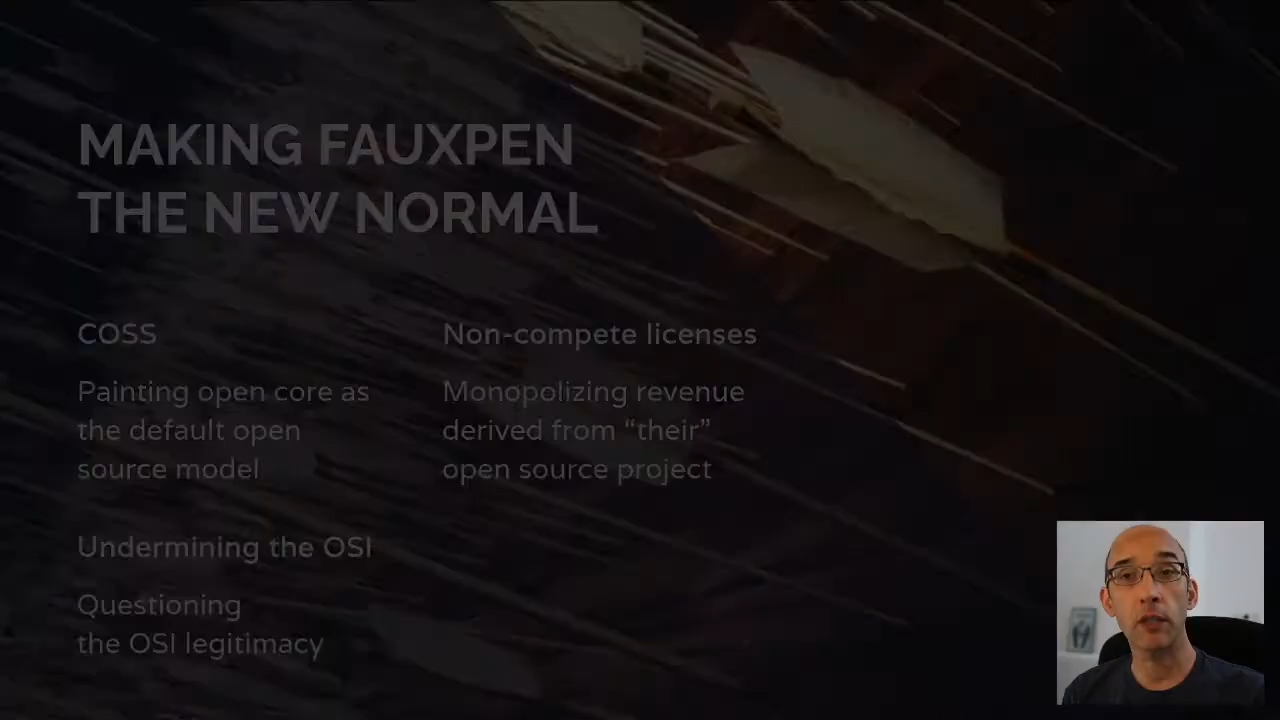 MAKING FAUXPEN
THE NEW NORMAL
COSS
Painting open core as
the default open
source model
Non-compete licenses
Monopolizing revenue
derived from “their”
open source project
Undermining the OSI
Questioning
the OSI legitimacy